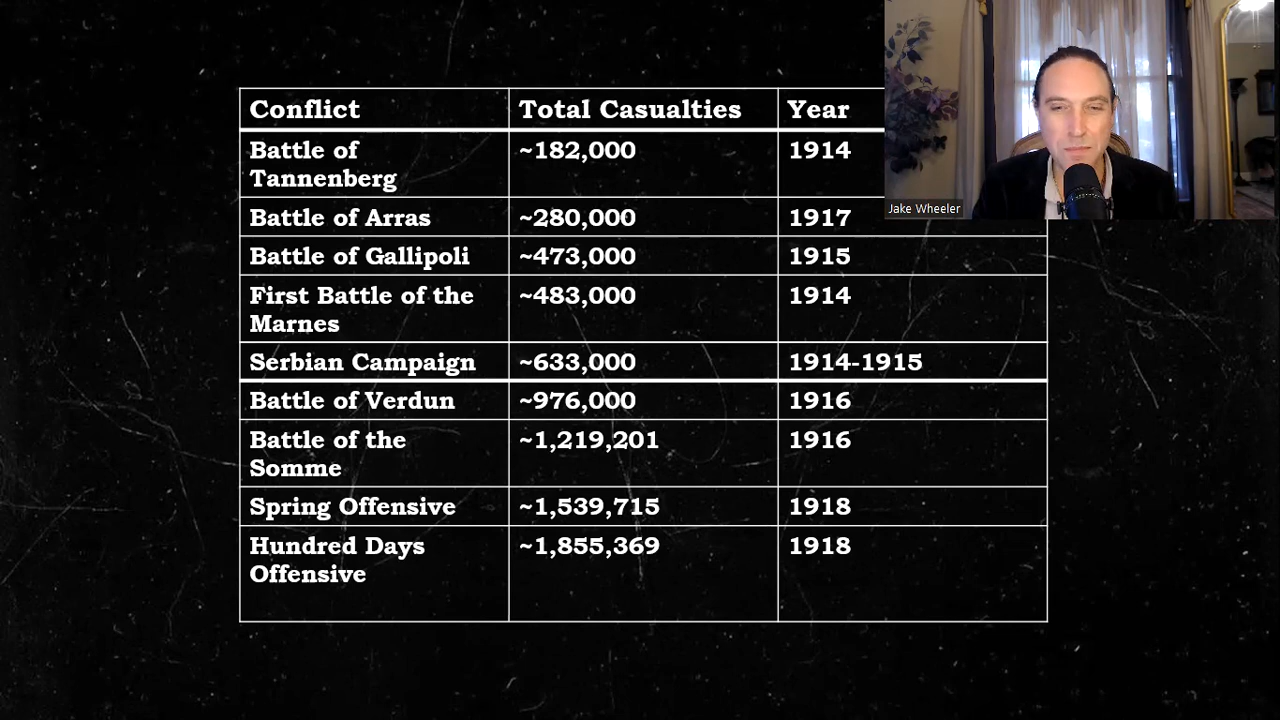 Conflict Total Casualties Year
Battle of
Tannenberg ~182,000 1914
Battle of Arras ~280,000 1917
Battle of Gallipoli ~473,000 1915
First Battle of the
Marnes ~483,000 1914
Serbian Campaign ~633,000 1914-1915
Battle of Verdun ~976,000 1916
Battle of the
Somme ~1,219,201 1916
Spring Offensive ~1,539,715 1918
Hundred Days
Offensive ~1,855,369 1918
Jake Wheeler